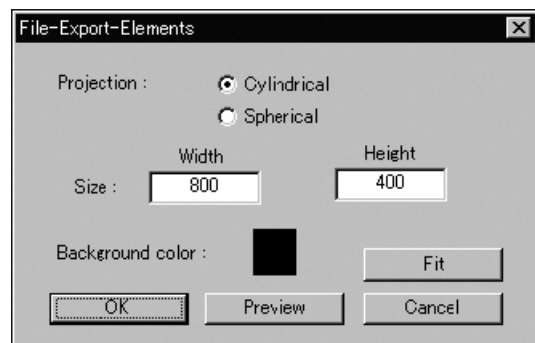 File-Export-Elements
Projection :
Cylindrical
Spherical
Width Height
Size : 800 400
Background color :
Fit
OK Preview Cancel